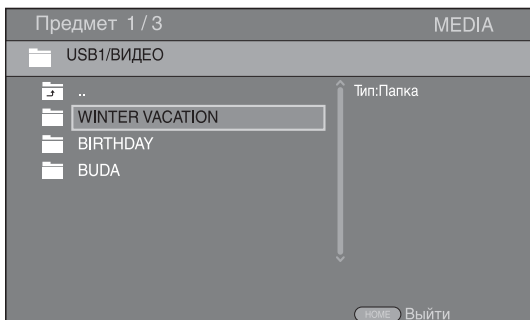 Предмет 1/3 MEDIA
USB1/ВИДЕО
..
WINTER VACATION
BIRTHDAY
BUDA
Тип:Папка
HOME Выйти